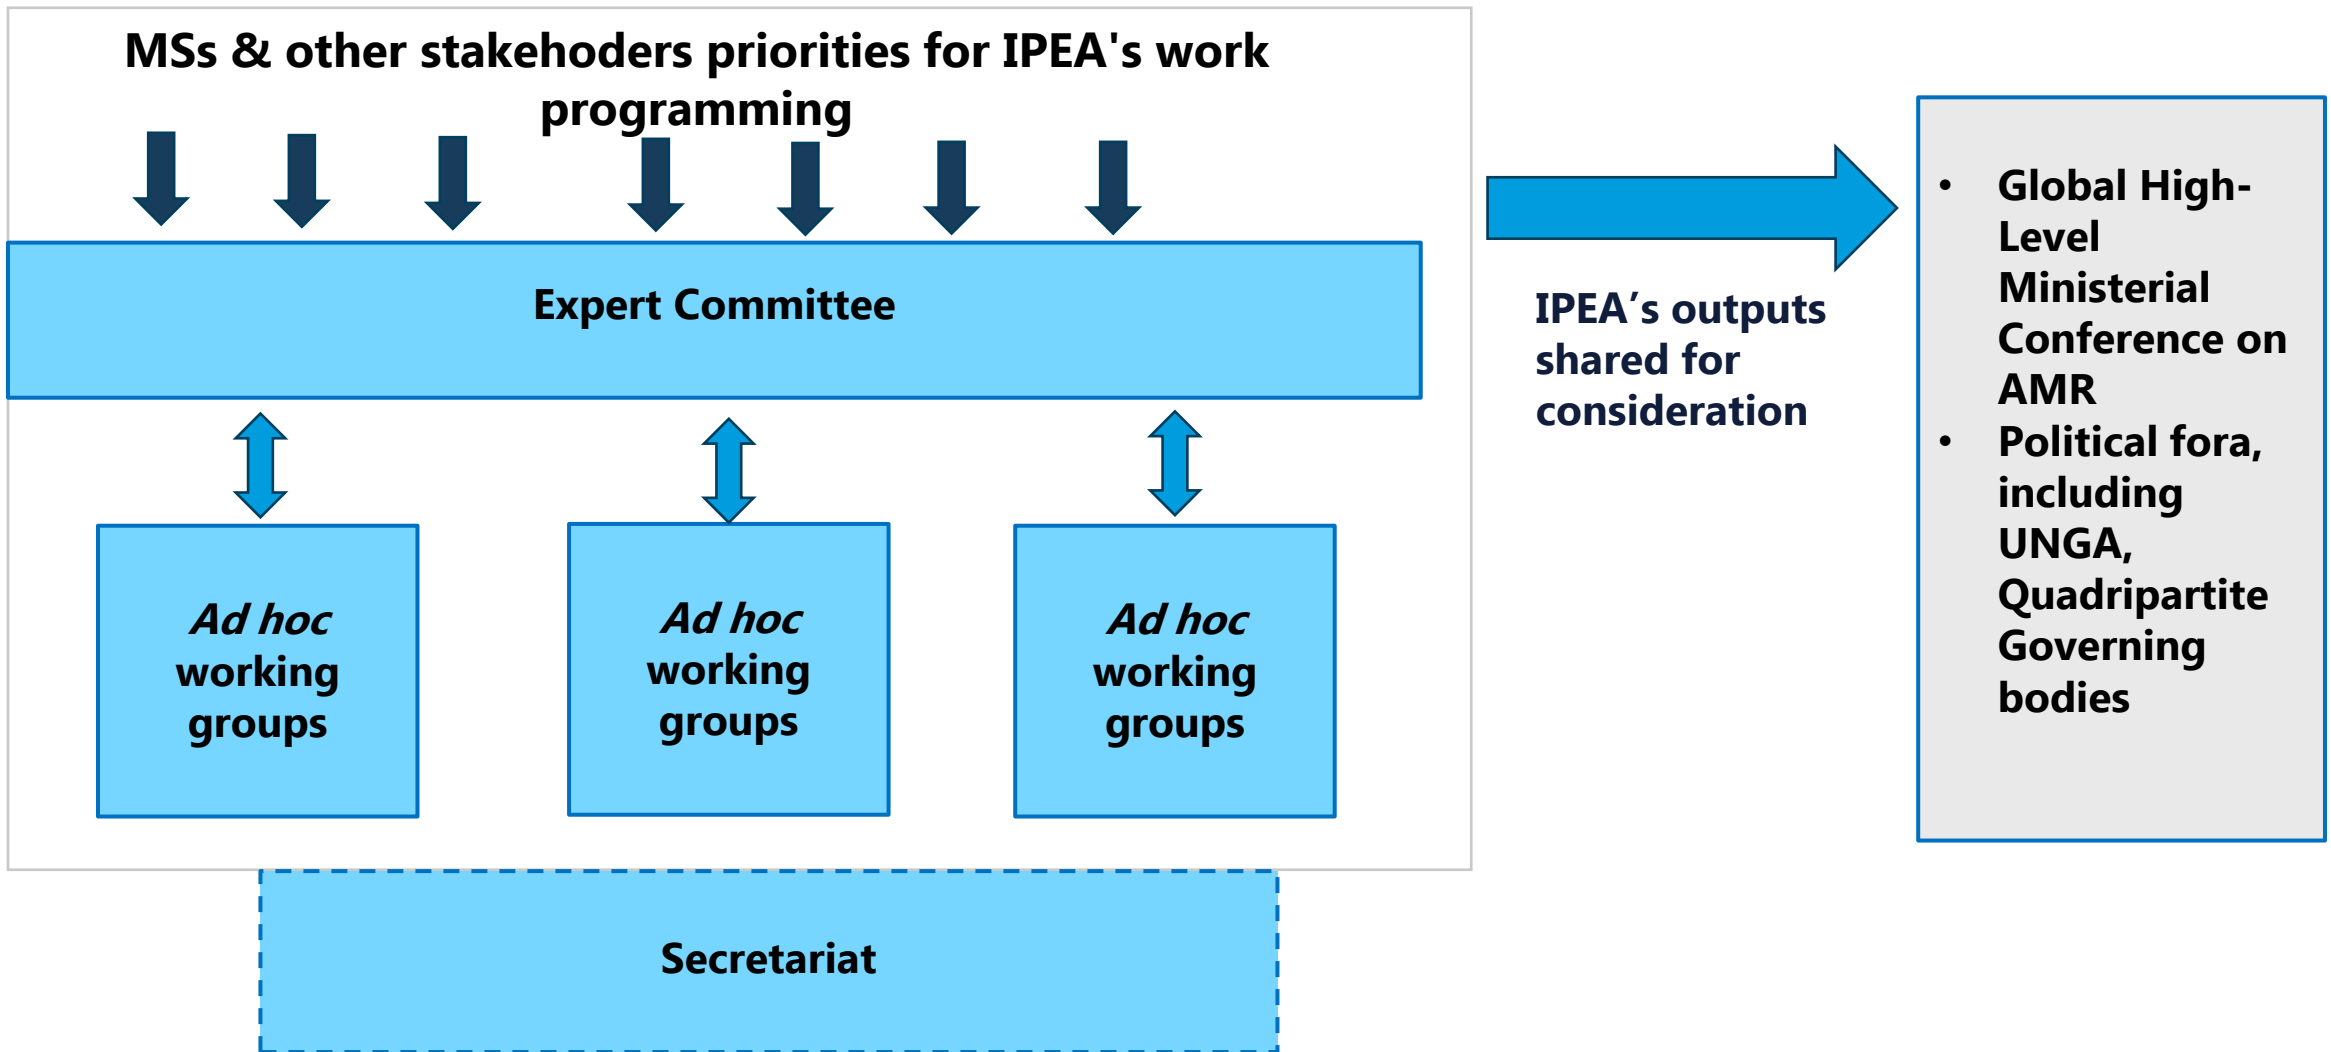 MSs & other stakehoders priorities for IPEA's work
programming
Expert Committee
Ad hoc
working
groups
Ad hoc
working
groups
Ad hoc
working
groups
Secretariat
IPEA’s outputs
shared for
consideration
• Global High-
Level
Ministerial
Conference on
AMR
• Political fora,
including
UNGA,
Quadripartite
Governing
bodies